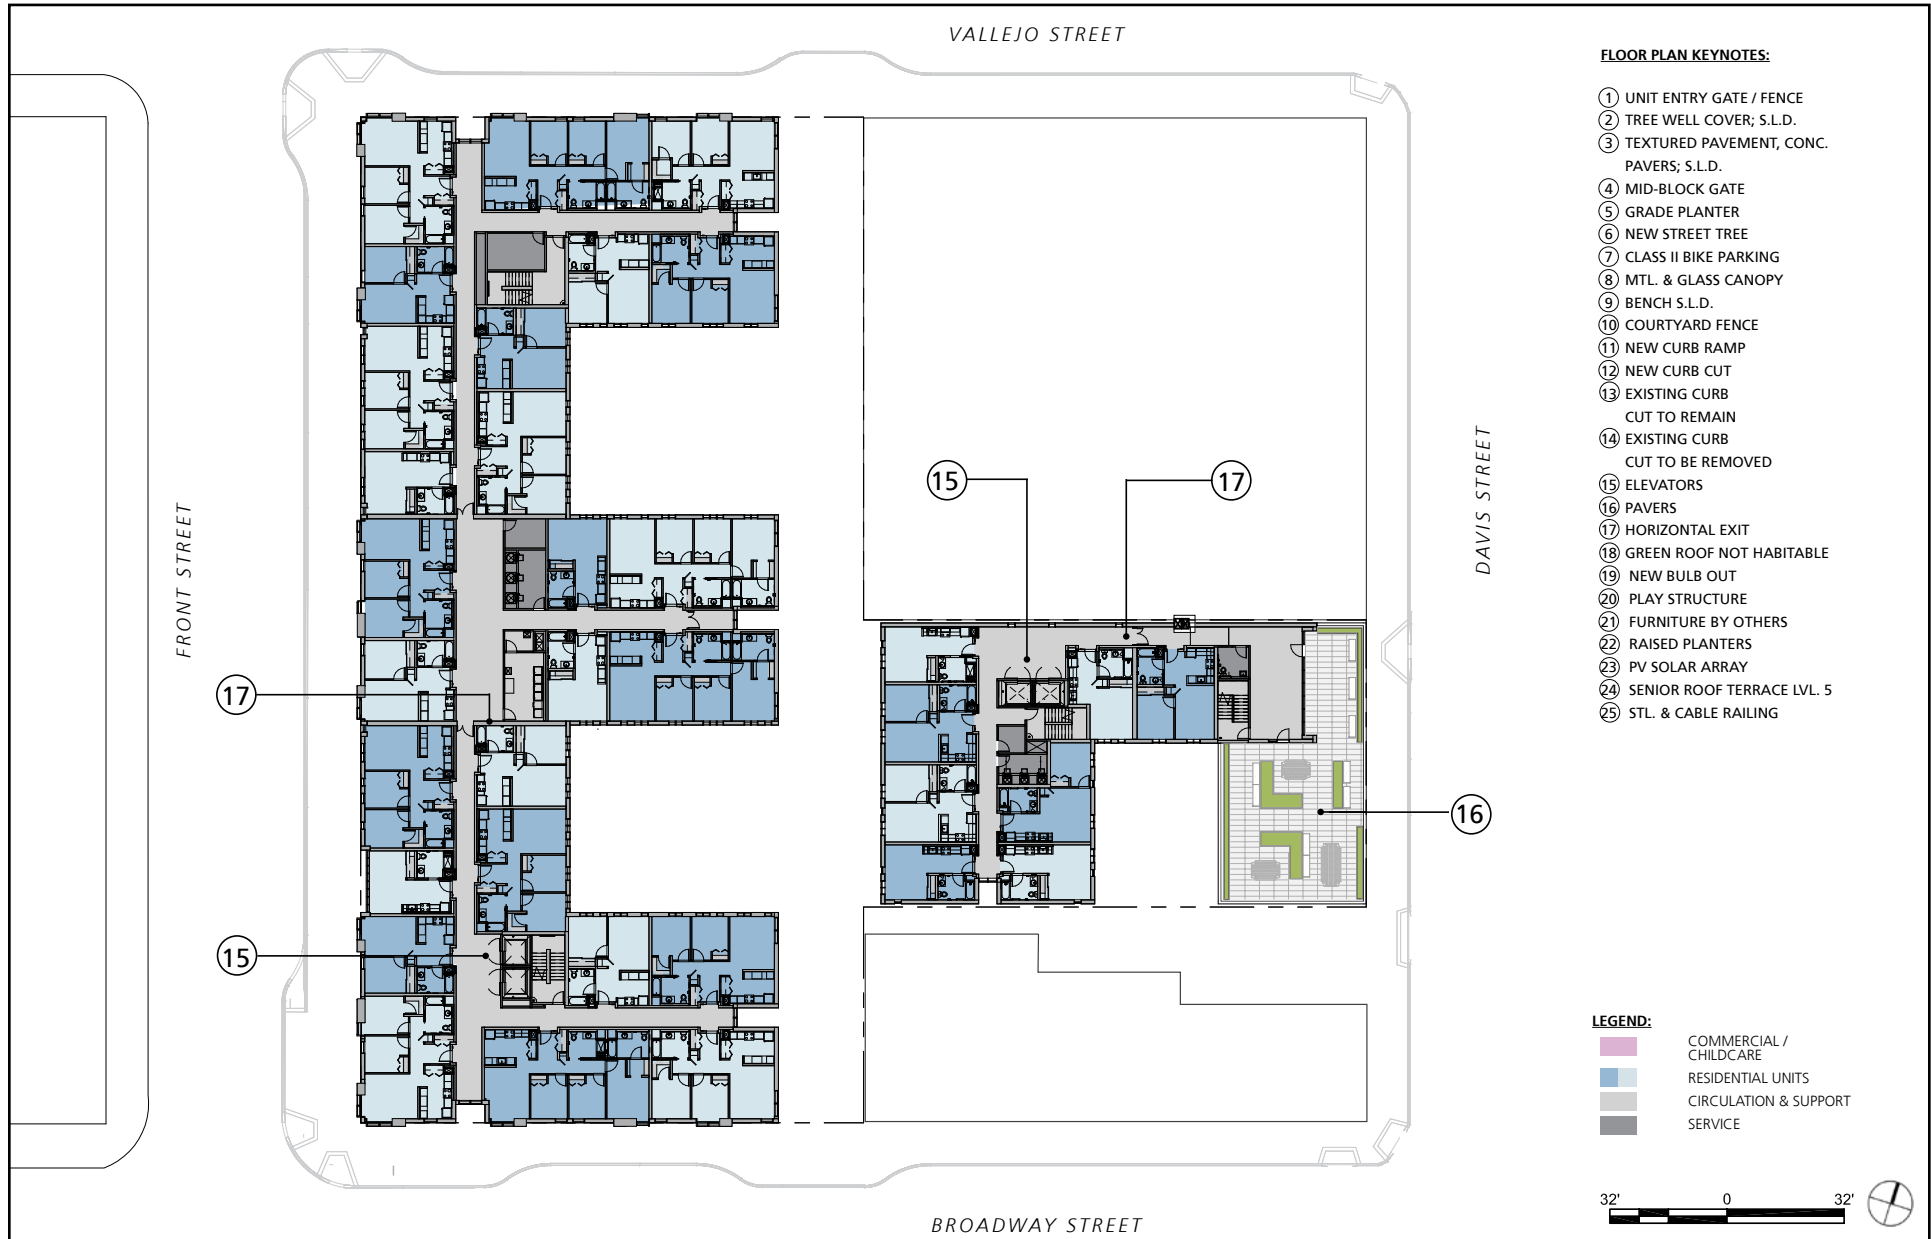 VALLEJO STREET
FRONT STREET
DAVIS STREET
BROADWAY STREET
15
17
17
16
15
FLOOR PLAN KEYNOTES:
1 UNIT ENTRY GATE / FENCE
2 TREE WELL COVER; S.L.D.
3 TEXTURED PAVEMENT, CONC.
PAVERS; S.L.D.
4 MID-BLOCK GATE
5 GRADE PLANTER
6 NEW STREET TREE
7 CLASS II BIKE PARKING
8 MTL. & GLASS CANOPY
9 BENCH S.L.D.
10 COURTYARD FENCE
11 NEW CURB RAMP
12 NEW CURB CUT
13 EXISTING CURB
CUT TO REMAIN
14 EXISTING CURB
CUT TO BE REMOVED
15 ELEVATORS
16 PAVERS
17 HORIZONTAL EXIT
18 GREEN ROOF NOT HABITABLE
19 NEW BULB OUT
20 PLAY STRUCTURE
21 FURNITURE BY OTHERS
22 RAISED PLANTERS
23 PV SOLAR ARRAY
24 SENIOR ROOF TERRACE LVL. 5
25 STL. & CABLE RAILING
LEGEND:
COMMERCIAL /
CHILDCARE
RESIDENTIAL UNITS
CIRCULATION & SUPPORT
SERVICE
32' 0 32'